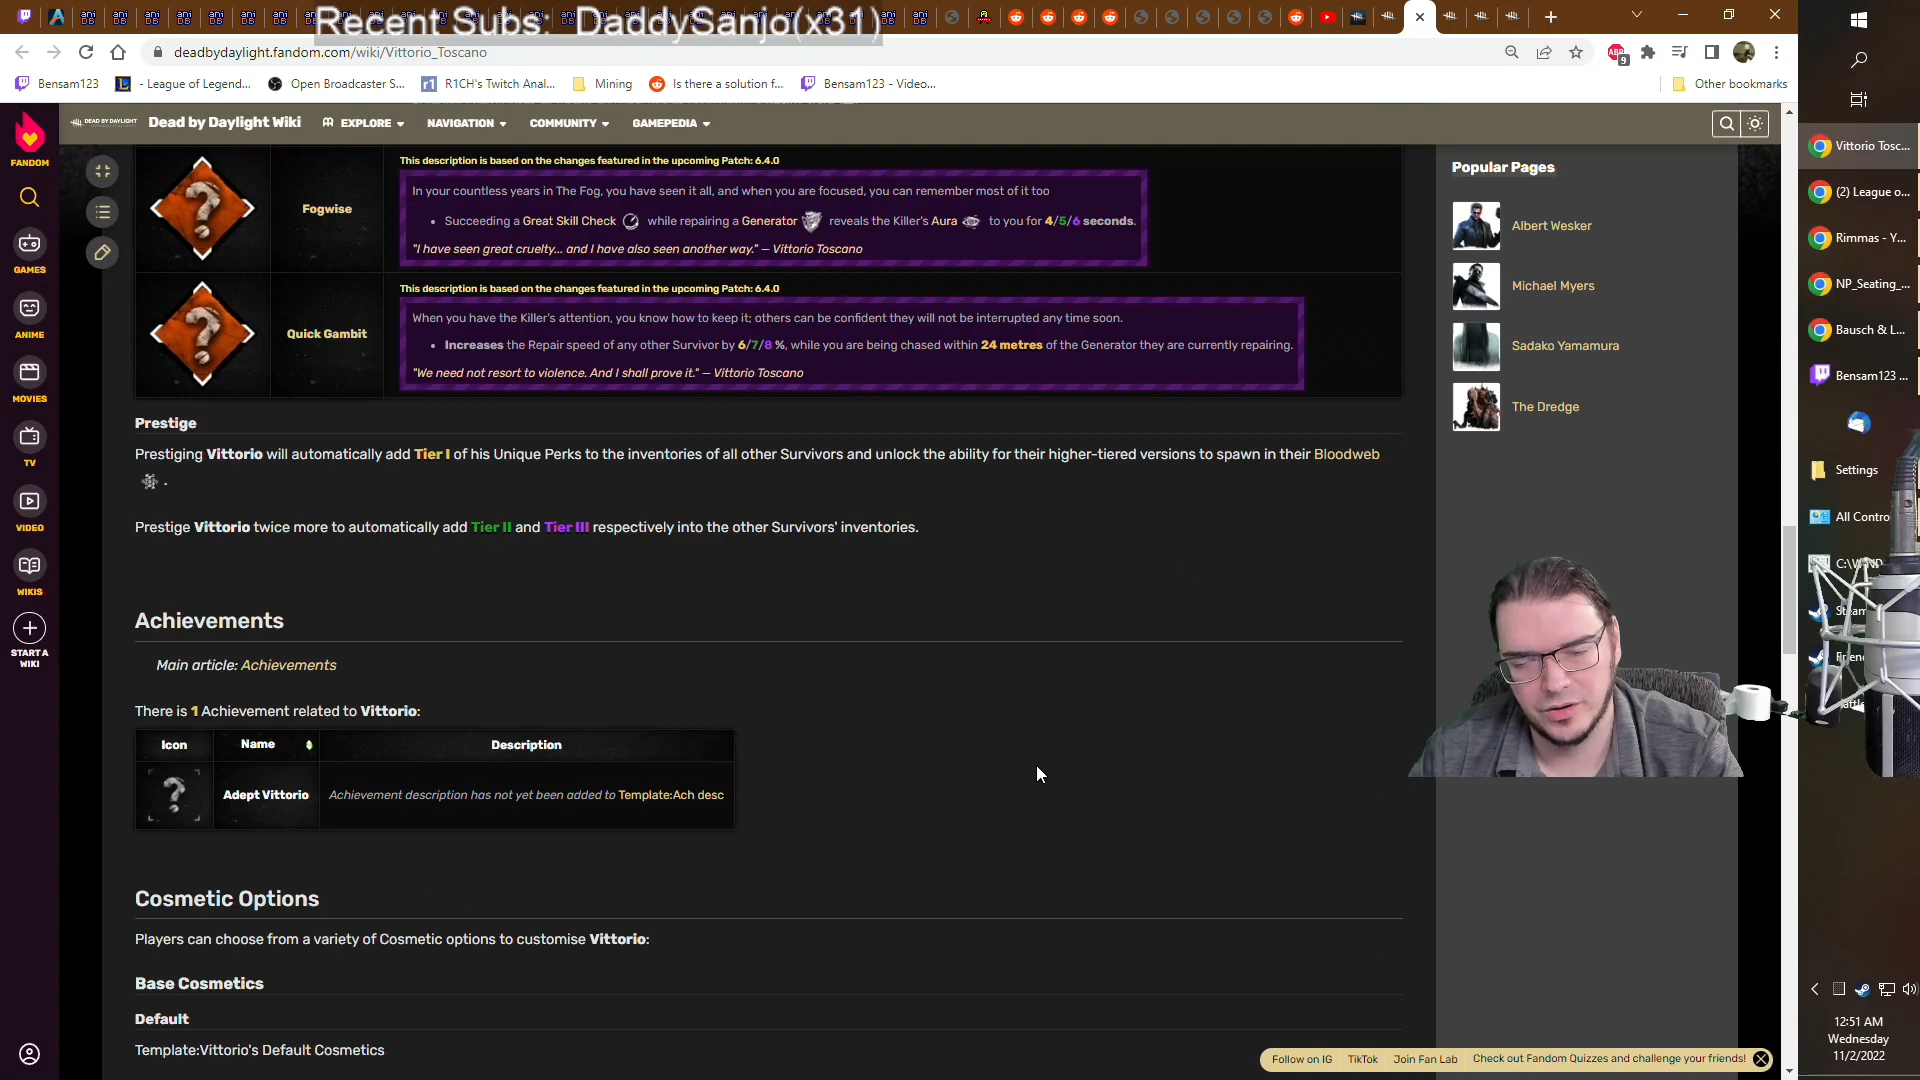 Recent Subs: DaddySanjo(x31)
deadbydaylight.fandom.com/wiki/Vittorio_Toscano
ABP
9
Bensam123
- League of Legend...
Open Broadcaster S...
R1CH's Twitch Anal...
Mining
Is there a solution f...
Bensam123 - Video...
Other bookmarks
FANDOM
GAMES
ANIME
MOVIES
TV
VIDEO
WIKIS
START A
WIKI
DEAD BY DAYLIGHT
Dead by Daylight Wiki
EXPLORE
NAVIGATION
COMMUNITY
GAMEPEDIA
Fogwise
This description is based on the changes featured in the upcoming Patch: 6.4.0
In your countless years in The Fog, you have seen it all, and when you are focused, you can remember most of it too
• Succeeding a Great Skill Check while repairing a Generator reveals the Killer's Aura to you for 4/5/6 seconds.
"I have seen great cruelty... and I have also seen another way." — Vittorio Toscano
Quick Gambit
This description is based on the changes featured in the upcoming Patch: 6.4.0
When you have the Killer's attention, you know how to keep it; others can be confident they will not be interrupted any time soon.
• Increases the Repair speed of any other Survivor by 6/7/8 %, while you are being chased within 24 metres of the Generator they are currently repairing.
"We need not resort to violence. And I shall prove it." — Vittorio Toscano
Prestige
Prestiging Vittorio will automatically add Tier I of his Unique Perks to the inventories of all other Survivors and unlock the ability for their higher-tiered versions to spawn in their Bloodweb
.
Prestige Vittorio twice more to automatically add Tier II and Tier III respectively into the other Survivors' inventories.
Achievements
Main article: Achievements
There is 1 Achievement related to Vittorio:
Icon
Name
Description
Adept Vittorio
Achievement description has not yet been added to Template:Ach desc
Cosmetic Options
Players can choose from a variety of Cosmetic options to customise Vittorio:
Base Cosmetics
Default
Template:Vittorio's Default Cosmetics
Popular Pages
Albert Wesker
Michael Myers
Sadako Yamamura
The Dredge
Follow on IG
TikTok
Join Fan Lab
Check out Fandom Quizzes and challenge your friends!
Vittorio Tosc...
(2) League o...
Rimmas - Y...
NP_Seating_...
Bausch & L...
Bensam123 ...
Settings
All Contro
12:51 AM
Wednesday
11/2/2022